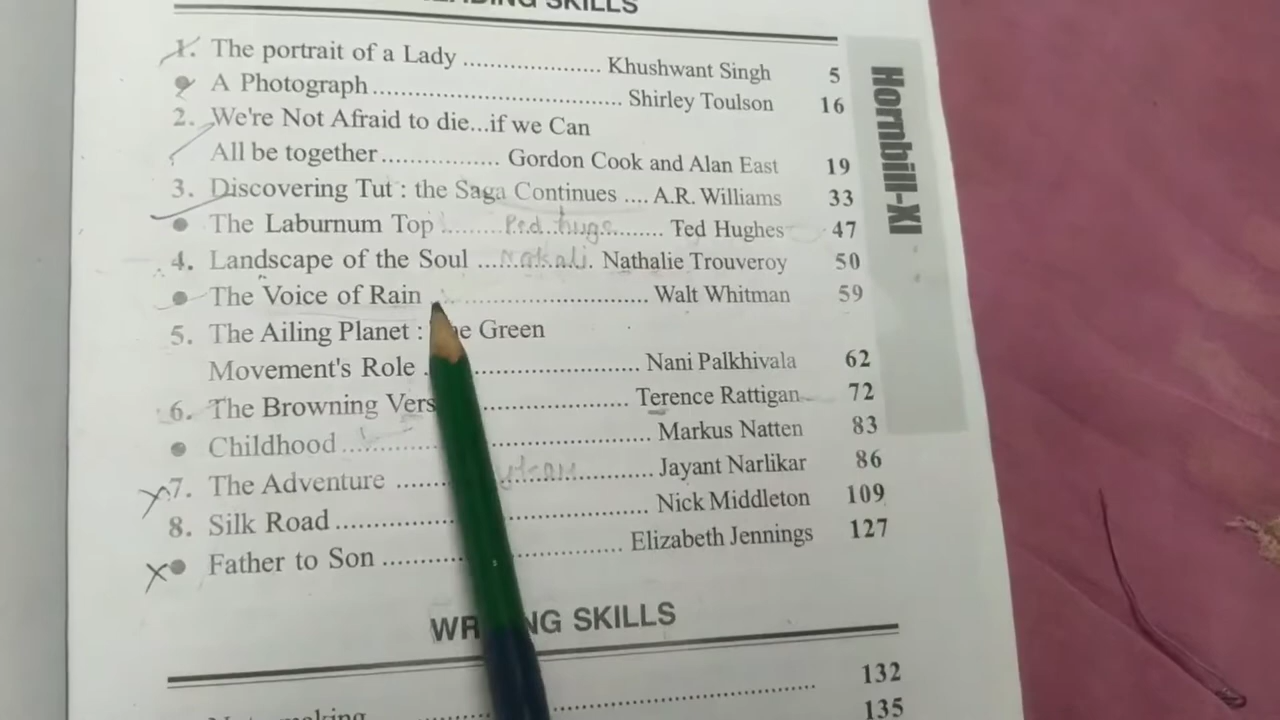 SKILLS
1. The portrait of a Lady .................... Khushwant Singh 5
• A Photograph .................... Shirley Toulson 16
2. We're Not Afraid to die...if we Can
All be together ................. Gordon Cook and Alan East 19
3. Discovering Tut : the Saga Continues .... A.R. Williams 33
• The Laburnum Top .................... Ted Hughes 47
4. Landscape of the Soul .................... Nathalie Trouveroy 50
• The Voice of Rain .................... Walt Whitman 59
5. The Ailing Planet : Green
Movement's Role .................... Nani Palkhivala 62
6. The Browning Vers .................... Terence Rattigan 72
• Childhood .................... Markus Natten 83
7. The Adventure .................... Jayant Narlikar 86
8. Silk Road .................... Nick Middleton 109
• Father to Son .................... Elizabeth Jennings 127
Hornbill-XI
WR NG SKILLS
132
135